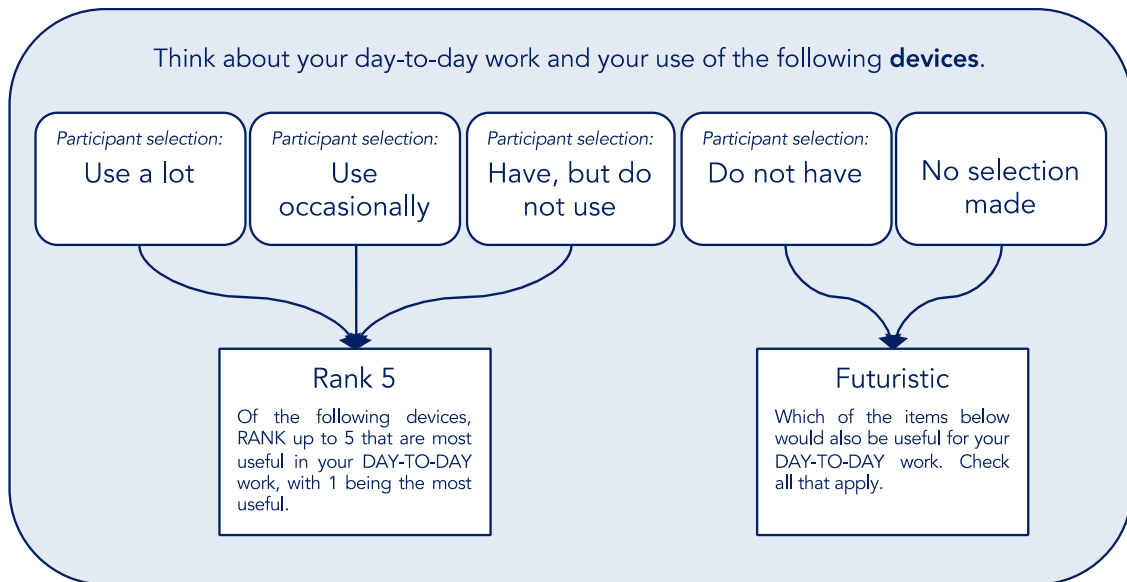 Think about your day-to-day work and your use of the following devices.
Participant selection:
Use a lot
Participant selection:
Use
occasionally
Participant selection:
Have, but do
not use
Participant selection:
Do not have
No selection
made
Rank 5
Of the following devices,
RANK up to 5 that are most
useful in your DAY-TO-DAY
work, with 1 being the most
useful.
Futuristic
Which of the items below
would also be useful for your
DAY-TO-DAY work. Check
all that apply.